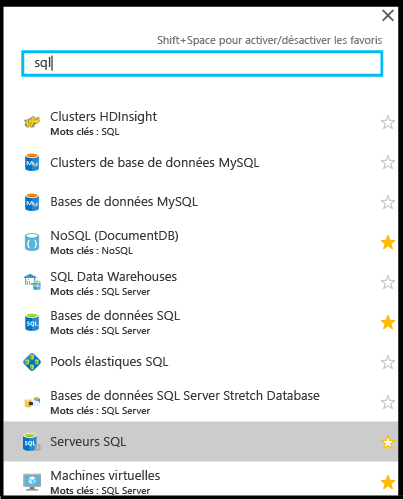 Shift+Space pour activer/désactiver les favoris
sql
Clusters HDInsight
Mots clés : SQL
Clusters de base de données MySQL
Bases de données MySQL
NoSQL (DocumentDB)
Mots clés : NoSQL
SQL Data Warehouses
Mots clés : SQL Server
Bases de données SQL
Mots clés : SQL Server
Pools élastiques SQL
Bases de données SQL Server Stretch Database
Mots clés : SQL Server
Serveurs SQL
Machines virtuelles
Mots clés : SQL Server